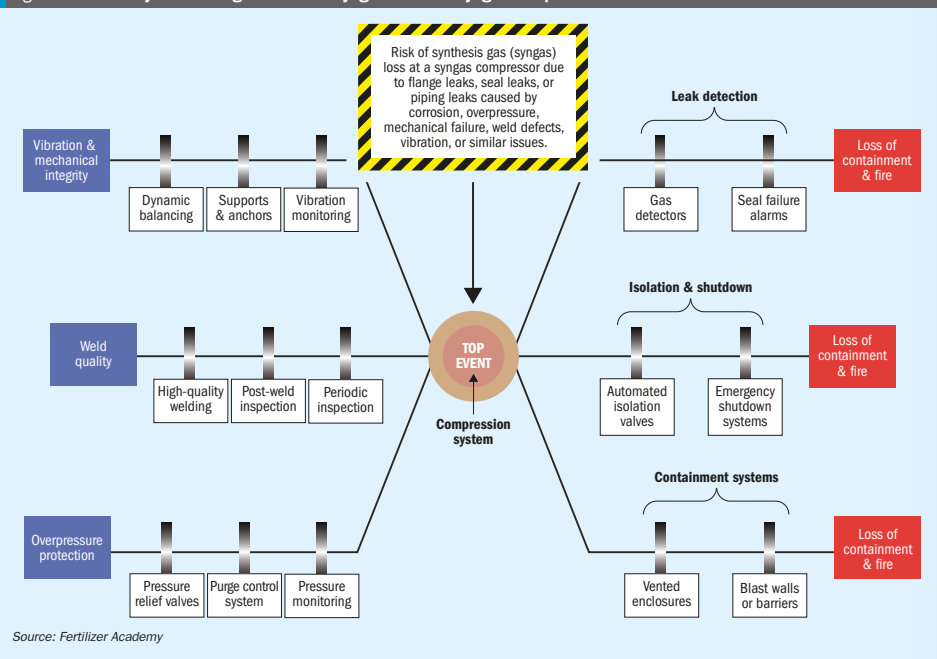 Risk of synthesis gas (syngas)
loss at a syngas compressor due
to flange leaks, seal leaks, or
piping leaks caused by
corrosion, overpressure,
mechanical failure, weld defects,
vibration, or similar issues.
Vibration &
mechanical
integrity
Dynamic
balancing
Supports
& anchors
Vibration
monitoring
Leak detection
Gas
detectors
Seal failure
alarms
Loss of
containment
& fire
Weld
quality
High-quality
welding
Post-weld
inspection
Periodic
inspection
TOP
EVENT
Compression
system
Isolation & shutdown
Automated
isolation
valves
Emergency
shutdown
systems
Loss of
containment
& fire
Overpressure
protection
Pressure
relief valves
Purge control
system
Pressure
monitoring
Containment systems
Vented
enclosures
Blast walls
or barriers
Loss of
containment
& fire
Source: Fertilizer Academy